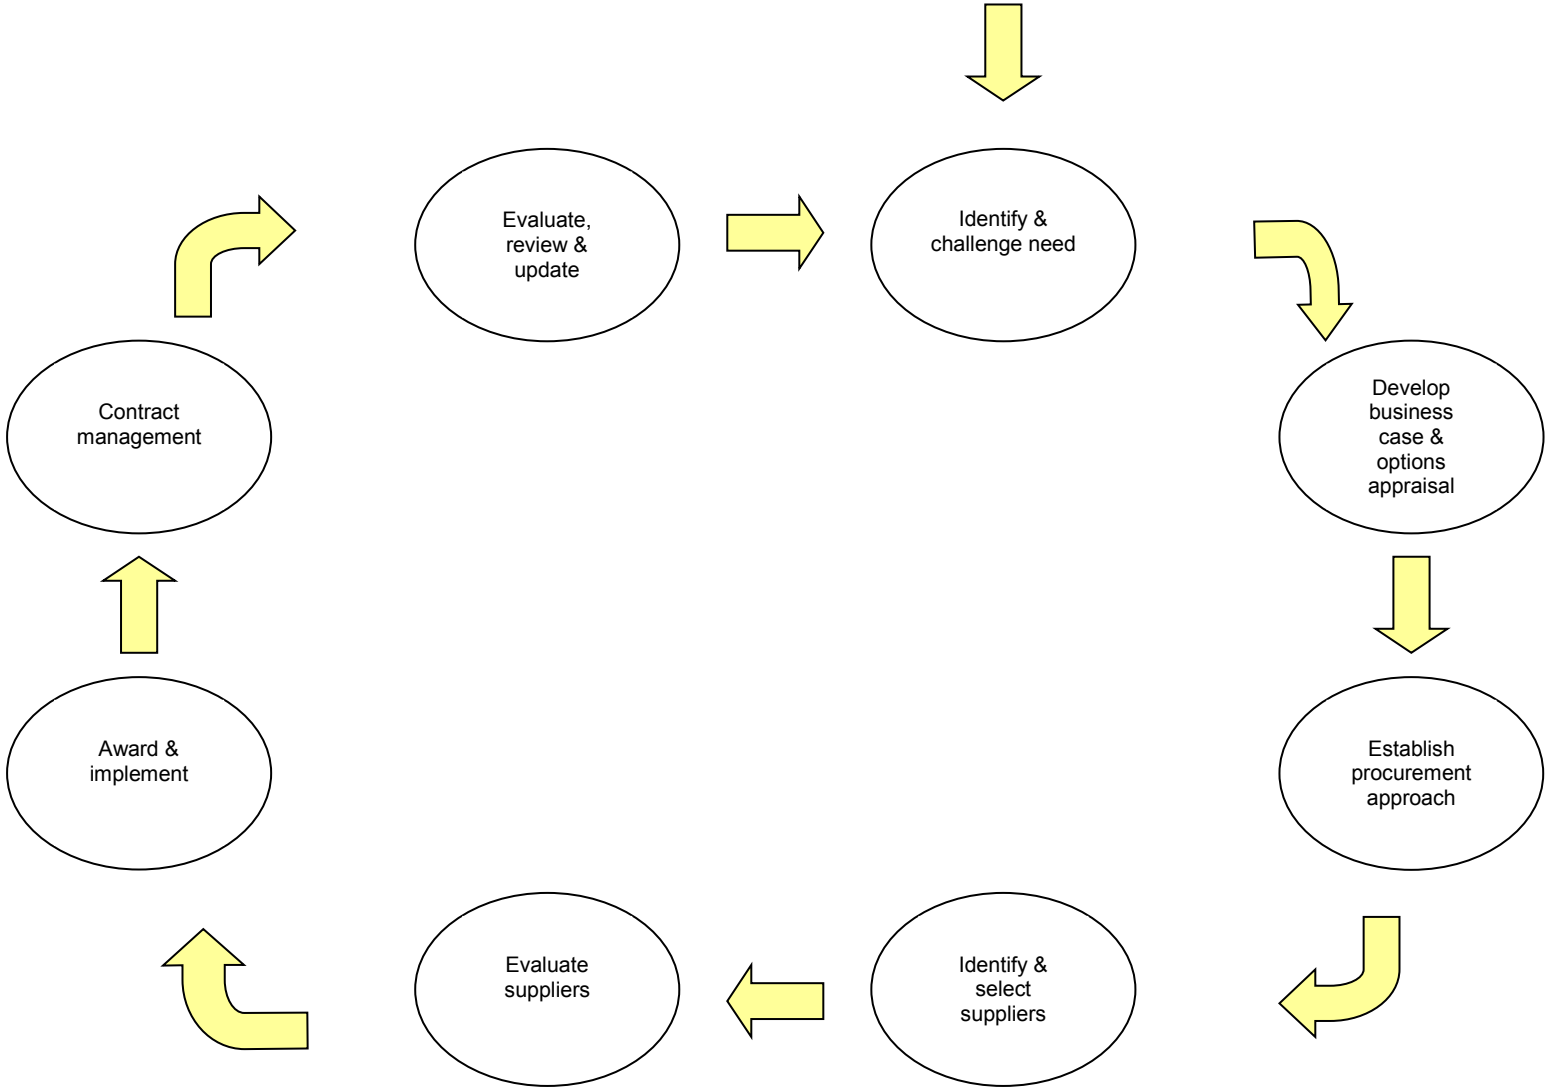 Evaluate,
review &
update
Identify &
challenge need
Contract
management
Develop
business
case &
options
appraisal
Award &
implement
Establish
procurement
approach
Evaluate
suppliers
Identify &
select
suppliers